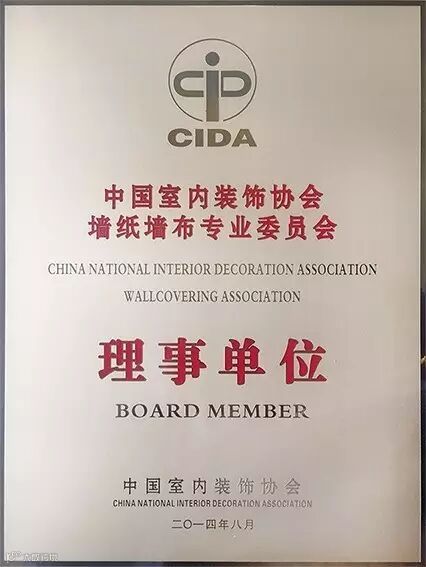 CIDA
中国室内装饰协会
墙纸墙布专业委员会
CHINA NATIONAL INTERIOR DECORATION ASSOCIATION
WALLCOVERING ASSOCIATION
理事单位
BOARD MEMBER
中国室内装饰协会
CHINA NATIONAL INTERIOR DECORATION ASSOCIATION
二〇一四年八月